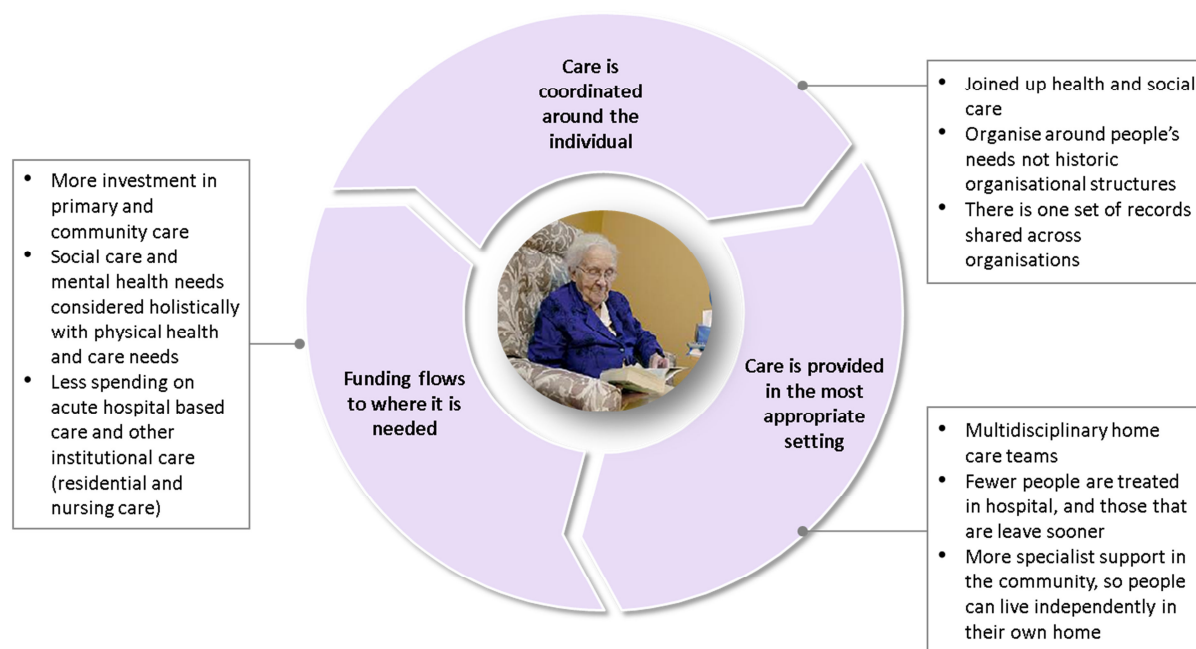 Care is
coordinated
around the
individual
• Joined up health and social
care
• Organise around people’s
needs not historic
organisational structures
• There is one set of records
shared across
organisations
• More investment in
primary and
community care
• Social care and
mental health needs
considered holistically
with physical health
and care needs
• Less spending on
acute hospital based
care and other
institutional care
(residential and
nursing care)
Funding flows
to where it is
needed
Care is provided
in the most
appropriate
setting
• Multidisciplinary home
care teams
• Fewer people are treated
in hospital, and those that
are leave sooner
• More specialist support in
the community, so people
can live independently in
their own home